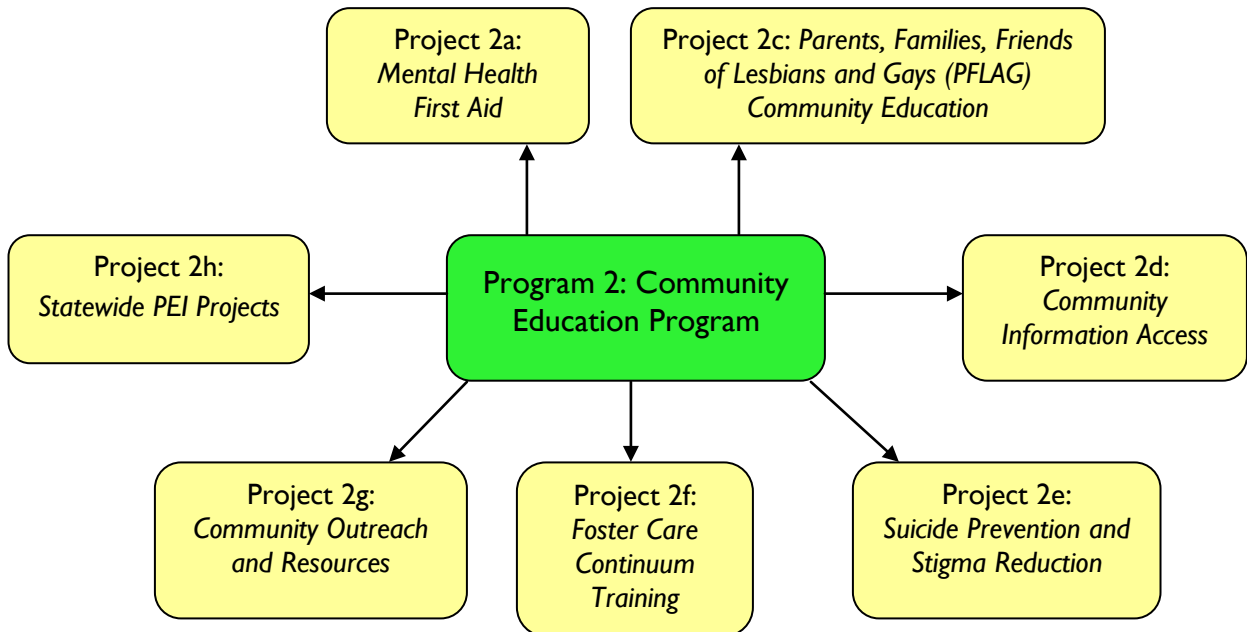 Project 2a:
Mental Health
First Aid
Project 2c: Parents, Families, Friends
of Lesbians and Gays (PFLAG)
Community Education
Project 2h:
Statewide PEI Projects
Program 2: Community
Education Program
Project 2d:
Community
Information Access
Project 2g:
Community Outreach
and Resources
Project 2f:
Foster Care
Continuum
Training
Project 2e:
Suicide Prevention and
Stigma Reduction